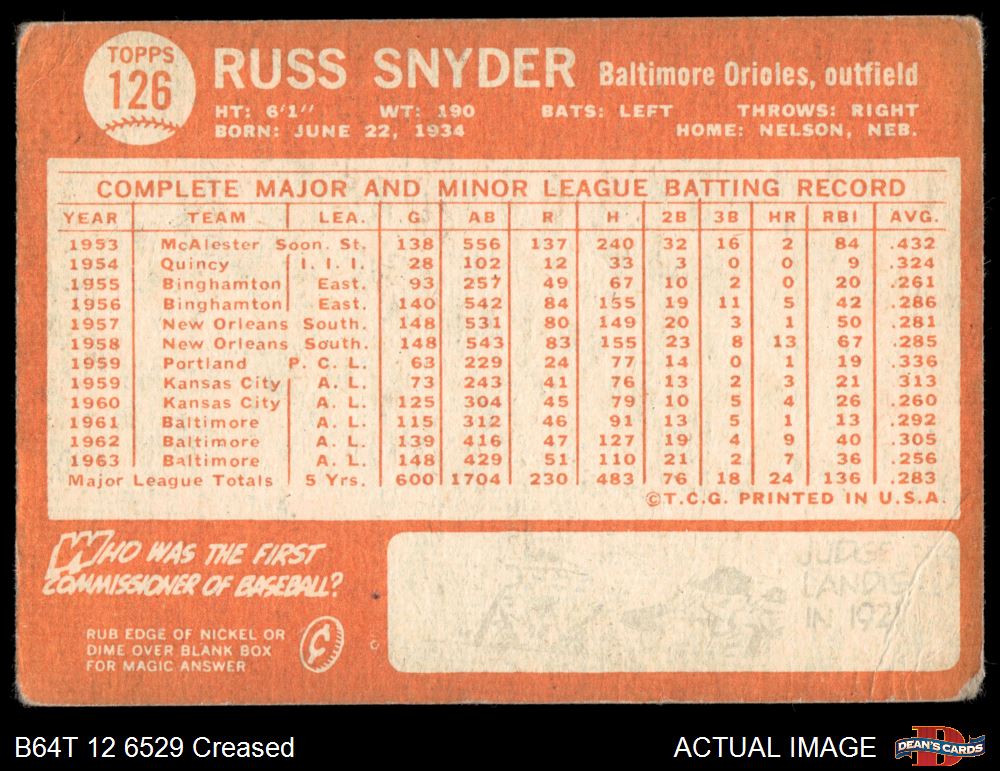 TOPPS
126
RUSS SNYDER Baltimore Orioles, outfield
HT: 6'1" WT: 190 BATS: LEFT THROWS: RIGHT
BORN: JUNE 22, 1934 HOME: NELSON, NEB.
COMPLETE MAJOR AND MINOR LEAGUE BATTING RECORD
YEAR TEAM LEA. G AB R H 2B 3B HR RBI AVG.
1953 McAlester Soon. St. 138 556 137 240 32 16 2 84 .432
1954 Quincy I. I. I. 28 102 12 33 3 0 0 9 .324
1955 Binghamton East. 93 257 49 67 10 2 0 20 .261
1956 Binghamton East. 140 542 84 155 19 11 5 42 .286
1957 New Orleans South. 148 531 80 149 20 3 1 50 .281
1958 New Orleans South. 148 543 83 155 23 8 13 67 .285
1959 Portland P. C. L. 63 229 24 77 14 0 1 19 .336
1959 Kansas City A. L. 73 243 41 76 13 2 3 21 .313
1960 Kansas City A. L. 125 304 45 79 10 5 4 26 .260
1961 Baltimore A. L. 115 312 46 91 13 5 1 13 .292
1962 Baltimore A. L. 139 416 47 127 19 4 9 40 .305
1963 Baltimore A. L. 148 429 51 110 21 2 7 36 .256
Major League Totals 5 Yrs. 600 1704 230 483 76 18 24 136 .283
©T.C.G. PRINTED IN U.S.A.
WHO WAS THE FIRST
COMMISSIONER OF BASEBALL?
RUB EDGE OF NICKEL OR
DIME OVER BLANK BOX
FOR MAGIC ANSWER
¢
C
JUDGE
LANDIS
IN
B64T 12 6529 Creased
ACTUAL IMAGE
D
DEAN'S CARDS